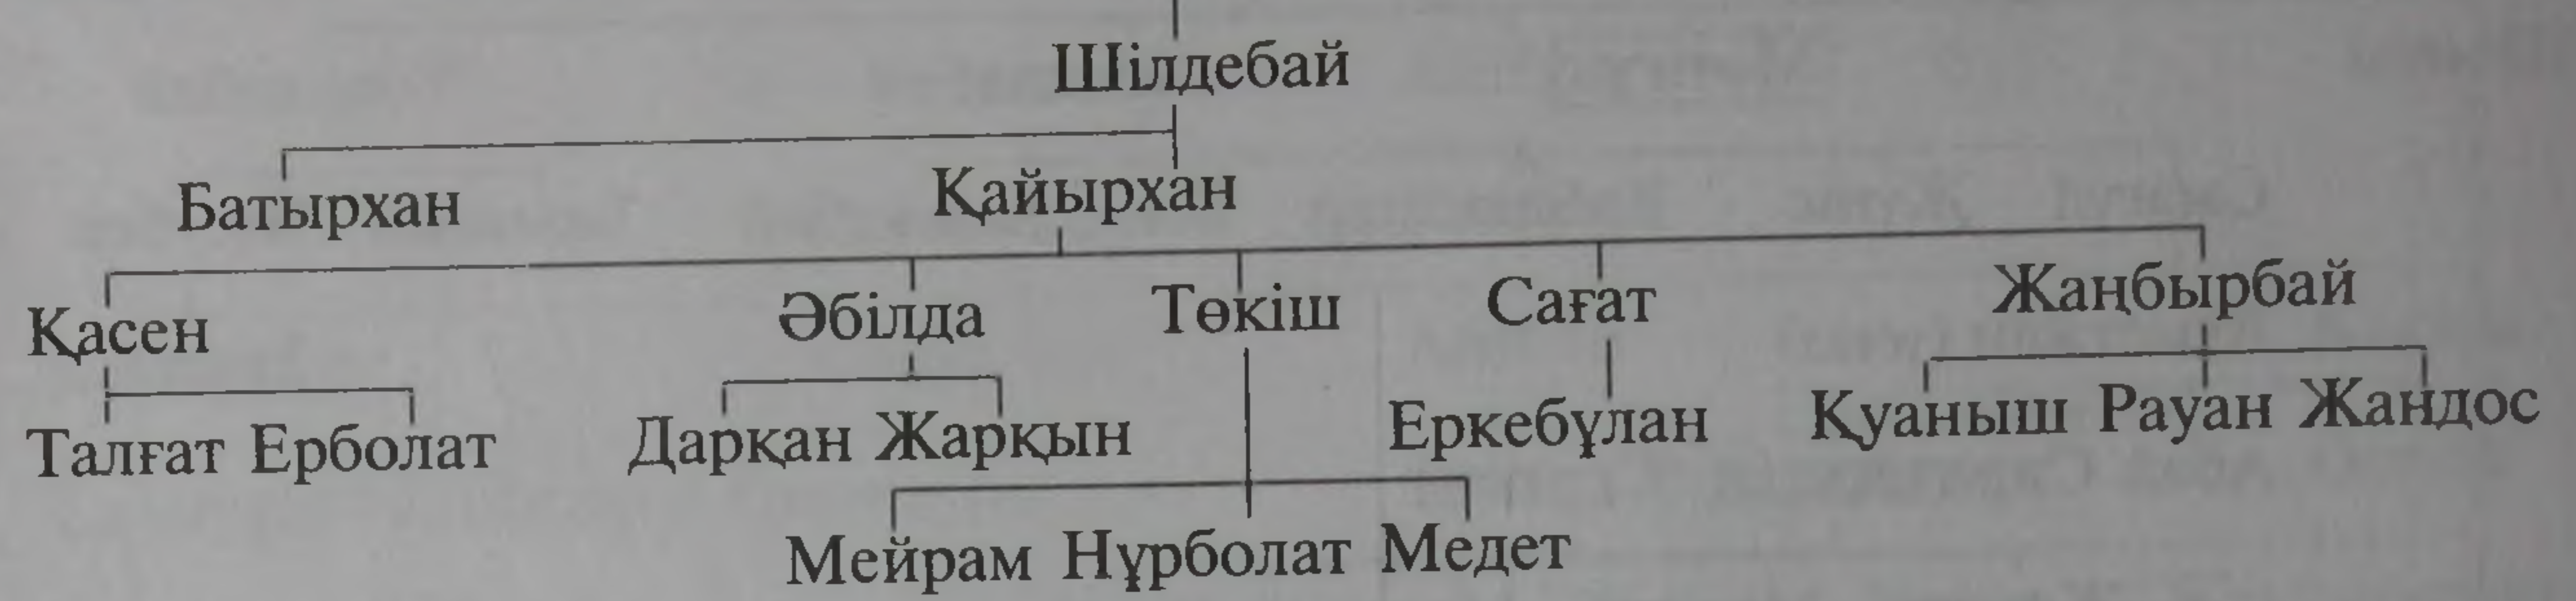 Шілдебай
Батырхан Қайырхан
Қасен Әбілда Төкіш Сағат Жаңбырбай
Талғат Ерболат Дарқан Жарқын Еркебұлан Қуаныш Рауан Жандос
Мейрам Нұрболат Медет